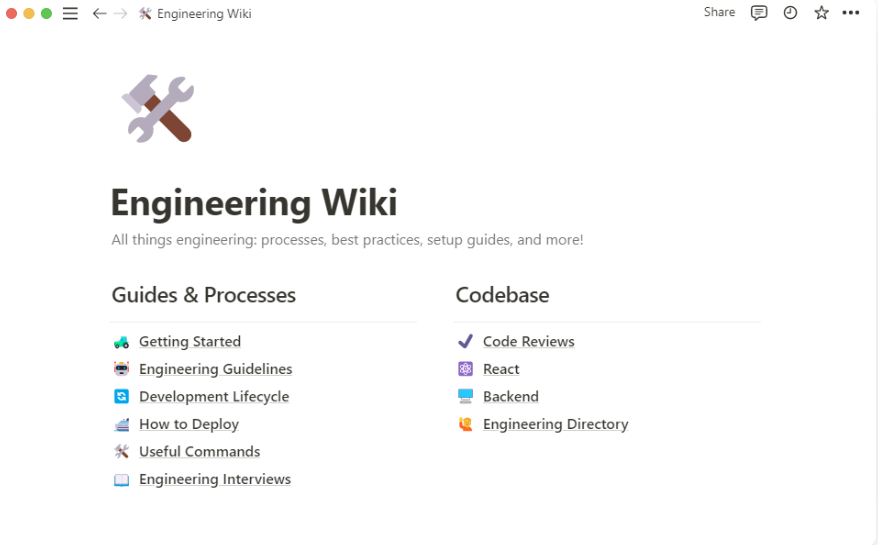 Engineering Wiki
Share
Engineering Wiki
All things engineering: processes, best practices, setup guides, and more!
Guides & Processes
Getting Started
Engineering Guidelines
Development Lifecycle
How to Deploy
Useful Commands
Engineering Interviews
Codebase
Code Reviews
React
Backend
Engineering Directory